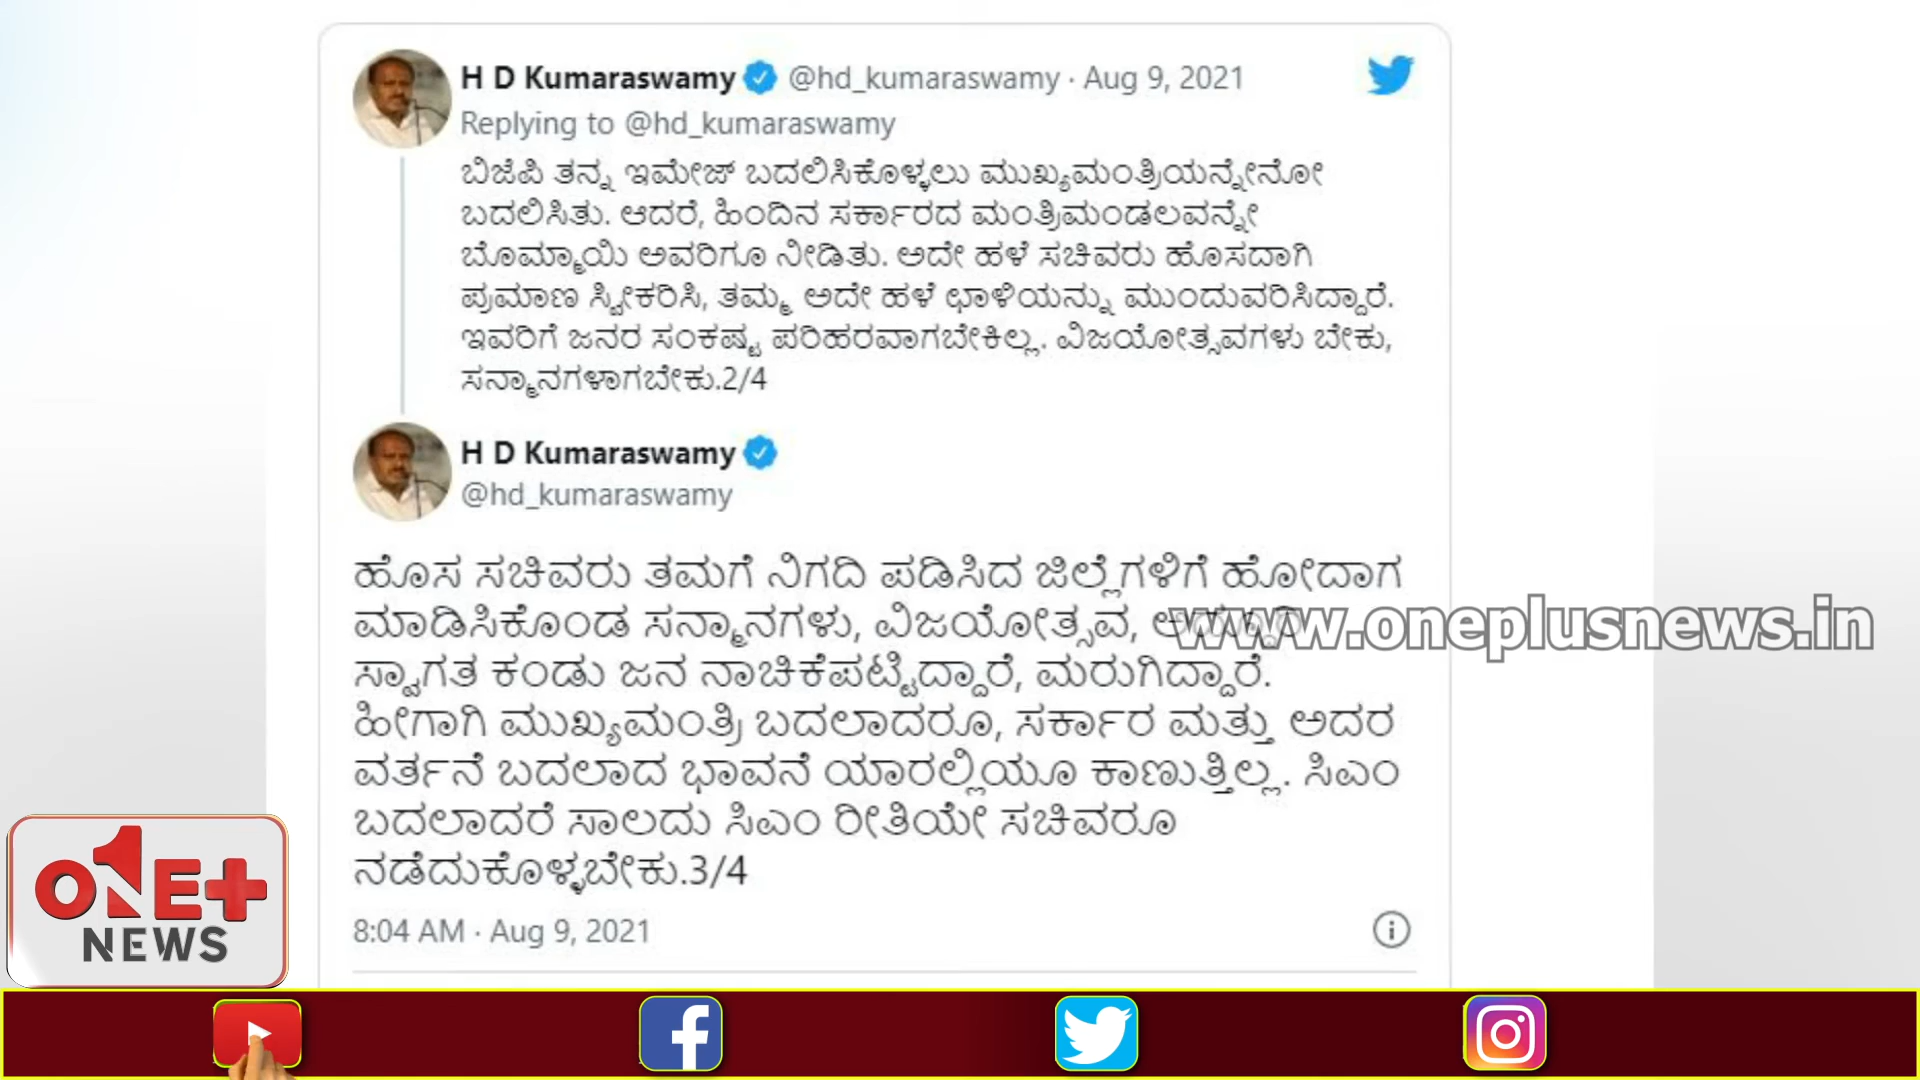 H D Kumaraswamy @hd_kumaraswamy · Aug 9, 2021
Replying to @hd_kumaraswamy
ಬಿಜೆಪಿ ತನ್ನ ಇಮೇಜ್ ಬದಲಿಸಿಕೊಳ್ಳಲು ಮುಖ್ಯಮಂತ್ರಿಯನ್ನೇನೋ
ಬದಲಿಸಿತು. ಆದರೆ, ಹಿಂದಿನ ಸರ್ಕಾರದ ಮಂತ್ರಿಮಂಡಲವನ್ನೇ
ಬೊಮ್ಮಾಯಿ ಅವರಿಗೂ ನೀಡಿತು. ಅದೇ ಹಳೆ ಸಚಿವರು ಹೊಸದಾಗಿ
ಪ್ರಮಾಣ ಸ್ವೀಕರಿಸಿ, ತಮ್ಮ ಅದೇ ಹಳೆ ಛಾಳಿಯನ್ನು ಮುಂದುವರಿಸಿದ್ದಾರೆ.
ಇವರಿಗೆ ಜನರ ಸಂಕಷ್ಟ ಪರಿಹರವಾಗಬೇಕಿಲ್ಲ. ವಿಜಯೋತ್ಸವಗಳು ಬೇಕು,
ಸನ್ಮಾನಗಳಾಗಬೇಕು.2/4
H D Kumaraswamy
@hd_kumaraswamy
ಹೊಸ ಸಚಿವರು ತಮಗೆ ನಿಗದಿ ಪಡಿಸಿದ ಜಿಲ್ಲೆಗಳಿಗೆ ಹೋದಾಗ
ಮಾಡಿಸಿಕೊಂಡ ಸನ್ಮಾನಗಳು, ವಿಜಯೋತ್ಸವ,
www.oneplusnews.in
ಸ್ವಾಗತ ಕಂಡು ಜನ ನಾಚಿಕೆಪಟ್ಟಿದ್ದಾರೆ, ಮರುಗಿದ್ದಾರೆ.
ಹೀಗಾಗಿ ಮುಖ್ಯಮಂತ್ರಿ ಬದಲಾದರೂ, ಸರ್ಕಾರ ಮತ್ತು ಅದರ
ವರ್ತನೆ ಬದಲಾದ ಭಾವನೆ ಯಾರಲ್ಲಿಯೂ ಕಾಣುತ್ತಿಲ್ಲ. ಸಿಎಂ
ಬದಲಾದರೆ ಸಾಲದು ಸಿಎಂ ರೀತಿಯೇ ಸಚಿವರೂ
ನಡೆದುಕೊಳ್ಳಬೇಕು.3/4
8:04 AM · Aug 9, 2021
ONE+
NEWS